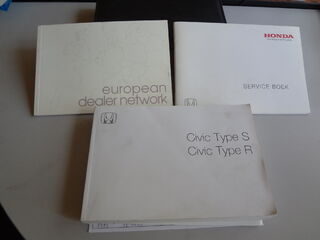 european
dealer network
HONDA
SERVICE BOOK
Civic Type S
Civic Type R